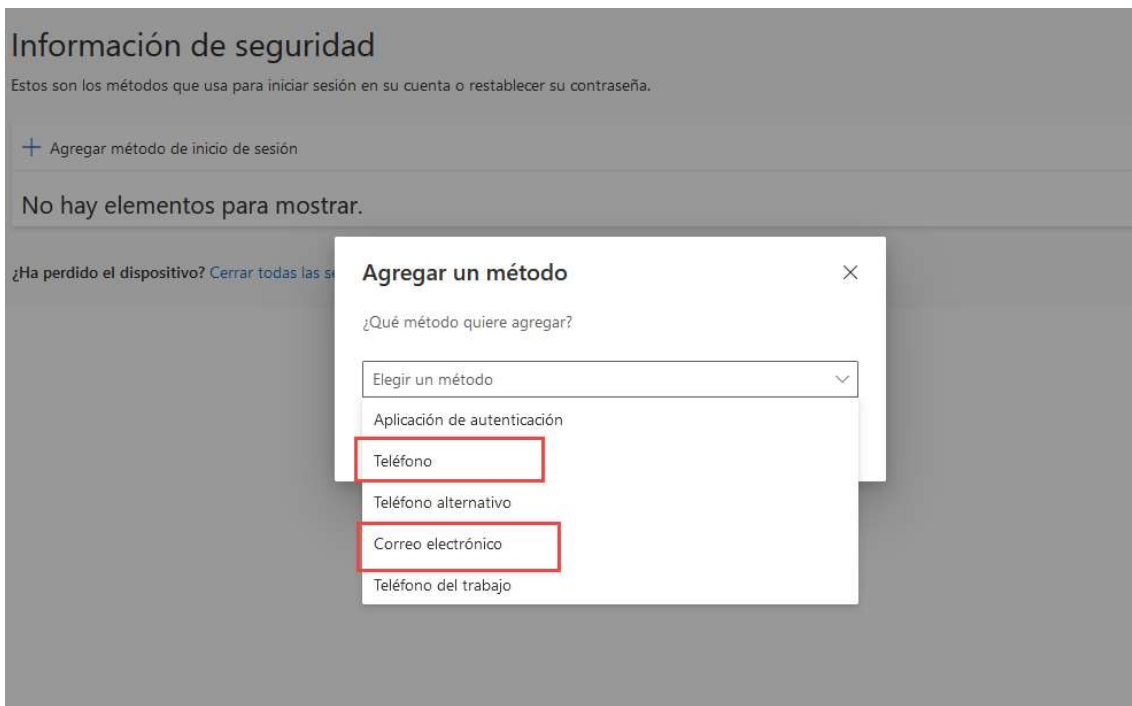 Información de seguridad
Estos son los métodos que usa para iniciar sesión en su cuenta o restablecer su contraseña.
Agregar método de inicio de sesión
No hay elementos para mostrar.
¿Ha perdido el dispositivo? Cerrar todas las
Agregar un método
¿Qué método quiere agregar?
Elegir un método
Aplicación de autenticación
Teléfono
Teléfono alternativo
Correo electrónico
Teléfono del trabajo